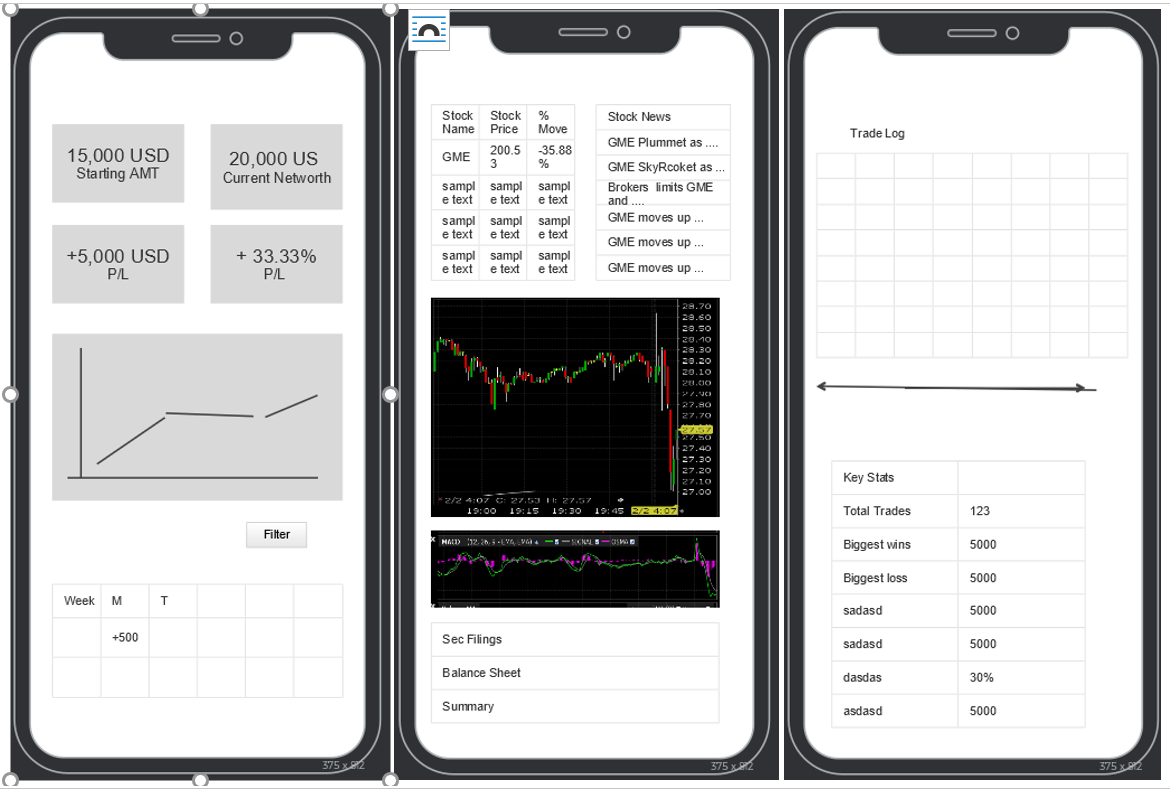 15,000 USD
Starting AMT
20,000 US
Current Networth
+5,000 USD
P/L
+ 33.33%
P/L
Filter
Week M T
+500
375 x 812
Stock Name Stock Price % Move
GME 200.53 -35.88%
sample text sample text sample text
sample text sample text sample text
sample text sample text sample text
Stock News
GME Plummet as ....
GME SkyRcoket as ...
Brokers limits GME
and ....
GME moves up ...
GME moves up ...
GME moves up ...
28.70
28.60
28.50
28.40
28.30
28.20
28.10
28.00
27.90
27.80
27.70
27.57
27.50
27.40
27.30
27.20
27.10
27.00
2/2 4:07 C: 27.53 H: 27.57
19:00 19:15 19:30 19:45 2/2 4:07
MACD (12, 26, 9 - EMA, EMA) SIGNAL OSMA
Sec Filings
Balance Sheet
Summary
375 x 812
Trade Log
Key Stats
Total Trades 123
Biggest wins 5000
Biggest loss 5000
sadasd 5000
sadasd 5000
dasdas 30%
asdasd 5000
375 x 812